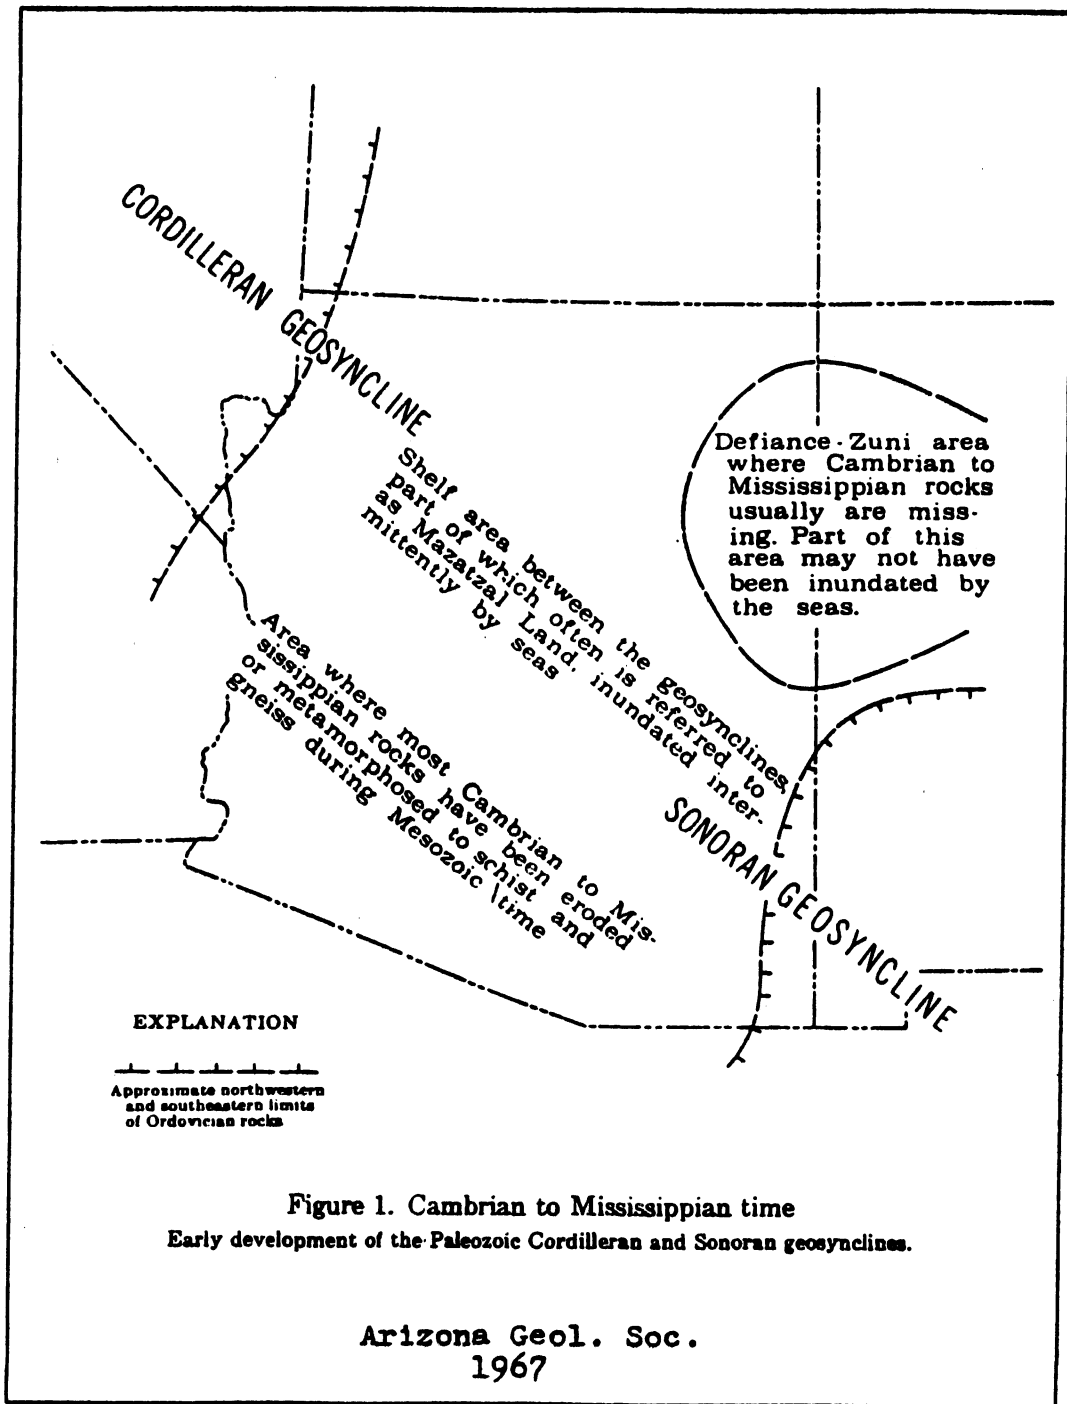 CORDILLERAN GEOSYNCLINE
Shelf area between the geosynclines,
part of which often is referred to
as Mazatzal Land, inundated inter-
mittently by seas
Defiance-Zuni area
where Cambrian to
Mississippian rocks
usually are miss-
ing. Part of this
area may not have
been inundated by
the seas.
Area where most Cambrian to Mis-
sissippian rocks have been eroded
or metamorphosed to schist and
gneiss during Mesozoic time
SONORAN GEOSYNCLINE
EXPLANATION
Approximate northwestern
and southeastern limits
of Ordovician rocks
Figure 1. Cambrian to Mississippian time
Early development of the Paleozoic Cordilleran and Sonoran geosynclines.
Arizona Geol. Soc.
1967